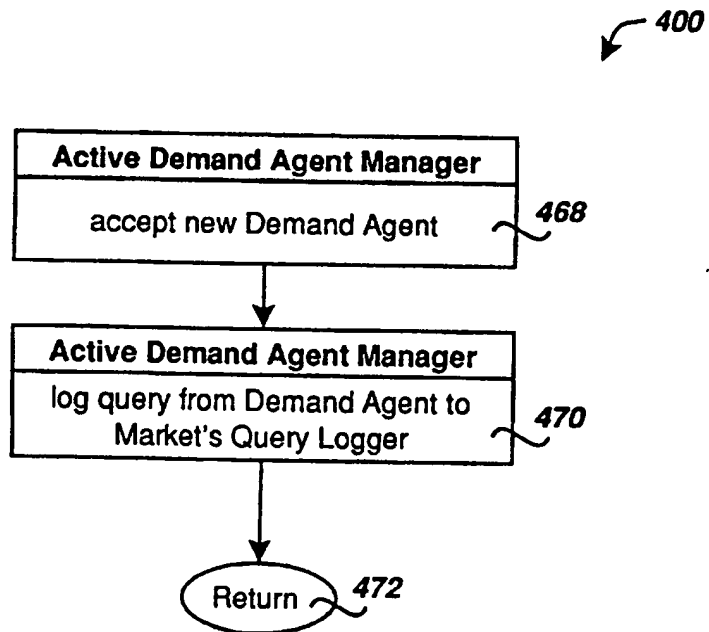 400
Active Demand Agent Manager
accept new Demand Agent
468
Active Demand Agent Manager
log query from Demand Agent to
Market's Query Logger
470
Return
472